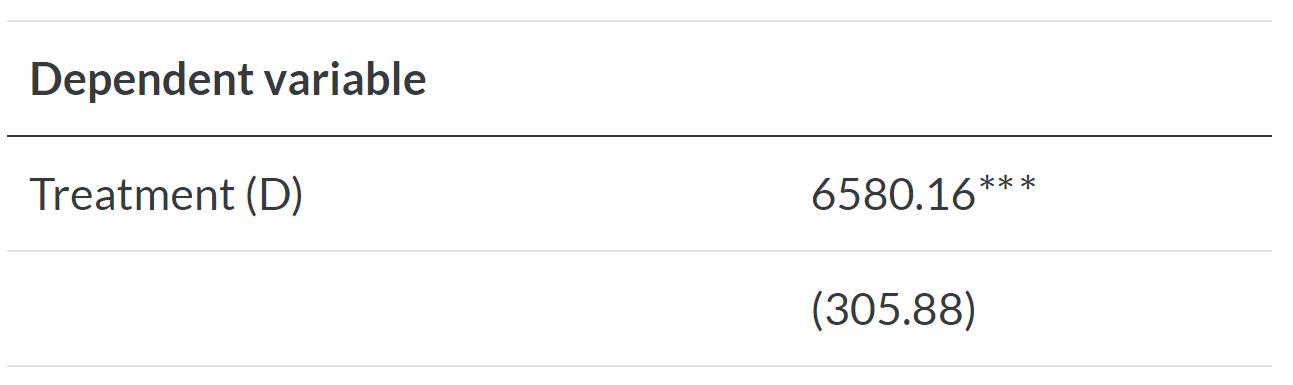 Dependent variable
Treatment (D) 6580.16***
(305.88)